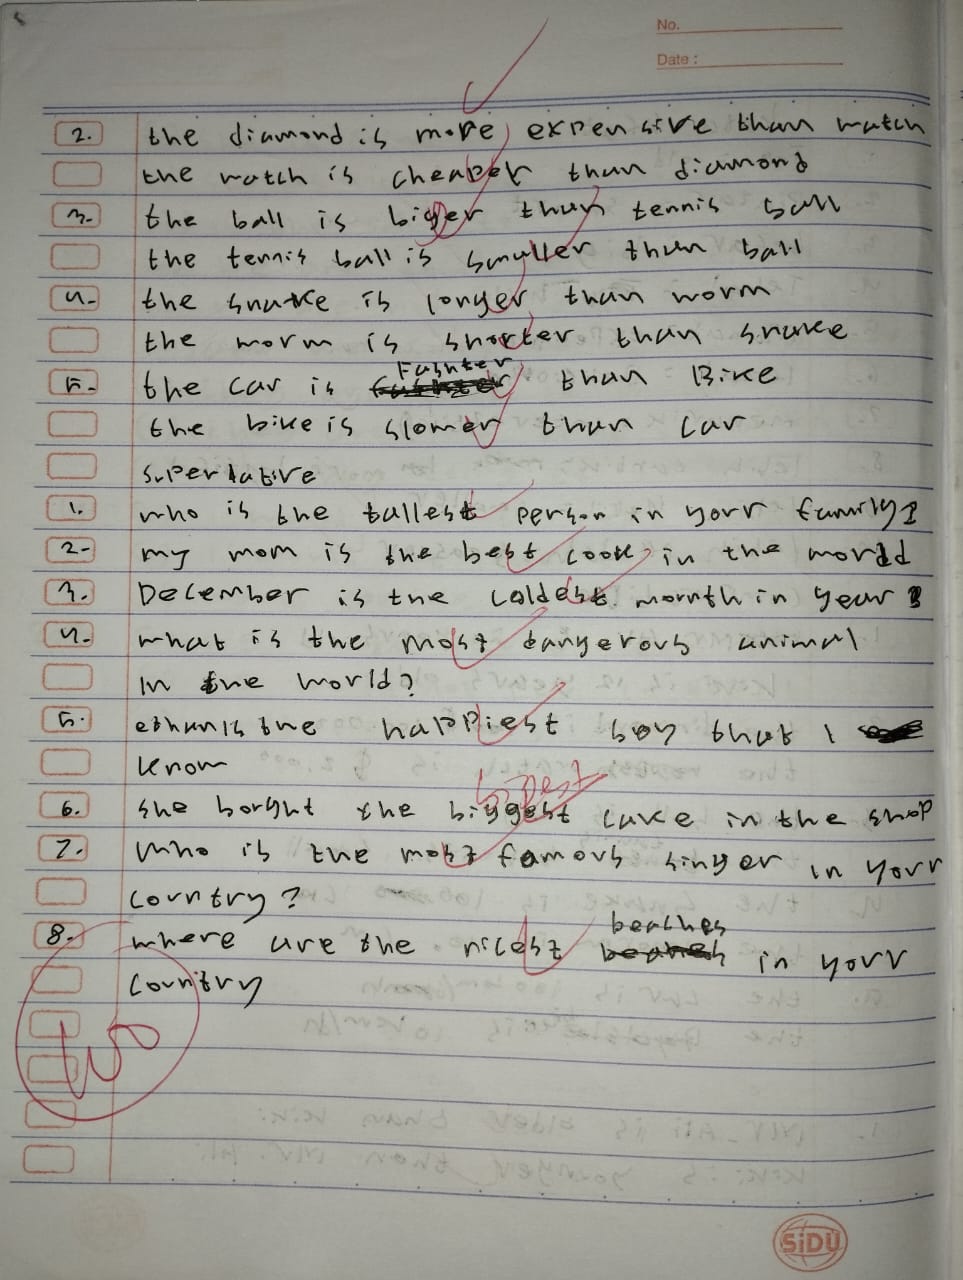 No.
Date :
2. the diamond is more expensive than watch
the watch is cheaper than diamond
3. the ball is biger than tennis ball
the tennis ball is smaller than ball
4. the snake is longer than worm
the worm is shorter than snake
5. the car is Fashter than Bike
the bike is slower than car
superlative
1. who is the tallest person in your family?
2. my mom is the best cook in the world
3. December is the coldest month in year
4. what is the most dangerous animal
in the world?
5. ethan is the happiest boy that I
know
biggest
6. she bought the biggest cake in the shop
7. Who is the most famous singer in your
country?
8. where are the nicest beaches in your
country
SiDU